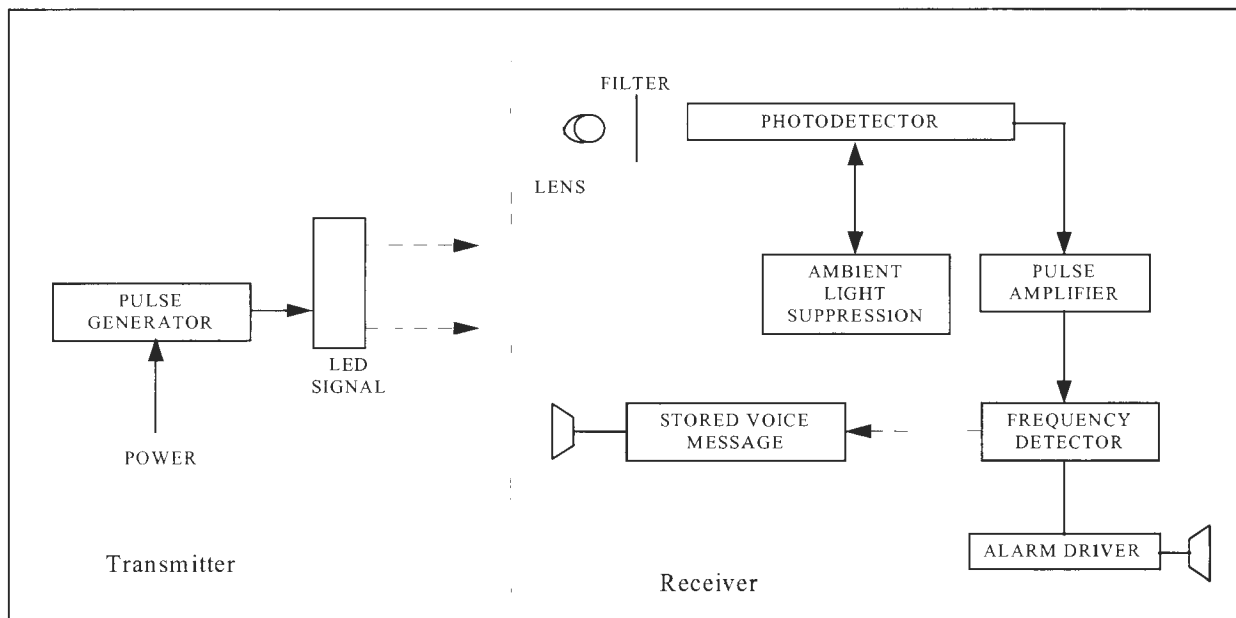 PULSE
GENERATOR
POWER
LED
SIGNAL
Transmitter
FILTER
LENS
PHOTODETECTOR
AMBIENT
LIGHT
SUPPRESSION
PULSE
AMPLIFIER
STORED VOICE
MESSAGE
FREQUENCY
DETECTOR
ALARM DRIVER
Receiver